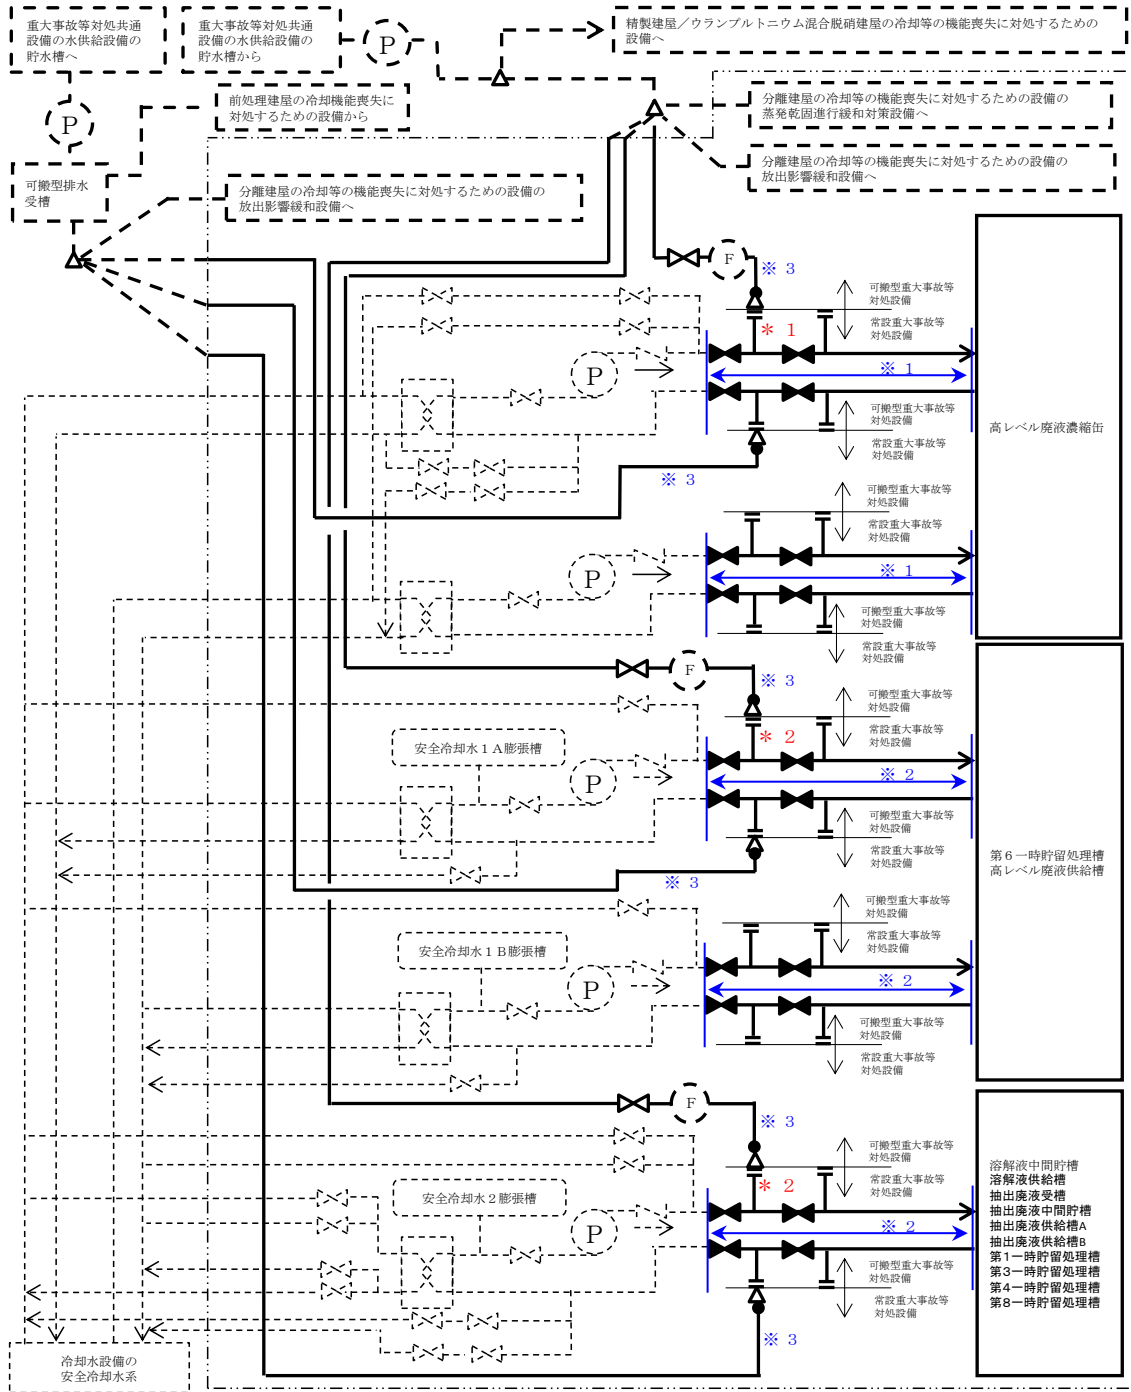 重大事故等対処共通
設備の水供給設備の
貯水槽へ
重大事故等対処共通
設備の水供給設備の
貯水槽から
P
精製建屋／ウランプルトニウム混合脱硝建屋の冷却等の機能喪失に対処するための
設備へ
前処理建屋の冷却機能喪失に
対処するための設備から
P
分離建屋の冷却等の機能喪失に対処するための設備の
蒸発乾固進行緩和対策設備へ
分離建屋の冷却等の機能喪失に対処するための設備の
放出影響緩和設備へ
可搬型排水
受槽
分離建屋の冷却等の機能喪失に対処するための設備の
放出影響緩和設備へ
F
※３
可搬型重大事故等
対処設備
常設重大事故等
対処設備
＊１
P
※１
可搬型重大事故等
対処設備
常設重大事故等
対処設備
高レベル廃液濃縮缶
※３
可搬型重大事故等
対処設備
常設重大事故等
対処設備
P
※１
可搬型重大事故等
対処設備
常設重大事故等
対処設備
F
※３
可搬型重大事故等
対処設備
常設重大事故等
対処設備
＊２
安全冷却水１Ａ膨張槽
P
※２
可搬型重大事故等
対処設備
常設重大事故等
対処設備
第６一時貯留処理槽
高レベル廃液供給槽
※３
可搬型重大事故等
対処設備
常設重大事故等
対処設備
安全冷却水１Ｂ膨張槽
P
※２
可搬型重大事故等
対処設備
常設重大事故等
対処設備
F
※３
可搬型重大事故等
対処設備
常設重大事故等
対処設備
＊２
安全冷却水２膨張槽
P
※２
可搬型重大事故等
対処設備
常設重大事故等
対処設備
※３
溶解液中間貯槽
溶解液供給槽
抽出廃液受槽
抽出廃液中間貯槽
抽出廃液供給槽A
抽出廃液供給槽B
第1一時貯留処理槽
第3一時貯留処理槽
第4一時貯留処理槽
第8一時貯留処理槽
冷却水設備の
安全冷却水系